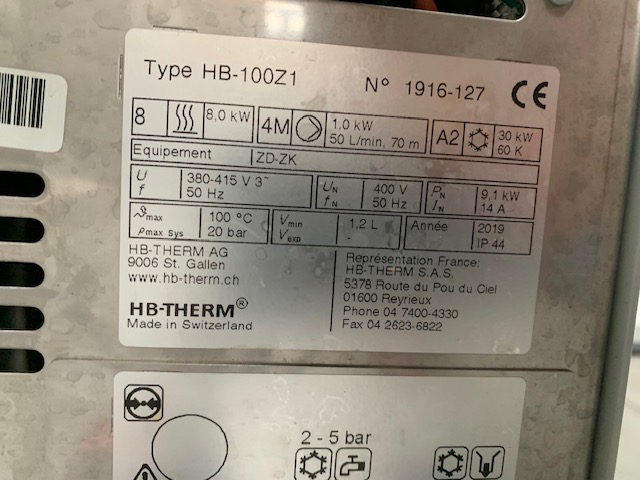 Type HB-100Z1 N° 1916-127 CE
8 8,0 kW 4M 1,0 kW 50 L/min, 70 m A2 30 kW 60 K
Equipement ZD-ZK
U 380-415 V 3~ UN 400 V PN 9,1 kW
f 50 Hz fN 50 Hz IN 14 A
ϑmax 100 °C Vmin 1,2 L Année 2019
pmax sys 20 bar Vexp - IP 44
HB-THERM AG
9006 St. Gallen
www.hb-therm.ch
HB-THERM®
Made in Switzerland
Représentation France:
HB-THERM S.A.S.
5378 Route du Pou du Ciel
01600 Reyrieux
Phone 04 7400-4330
Fax 04 2623-6822
2 - 5 bar